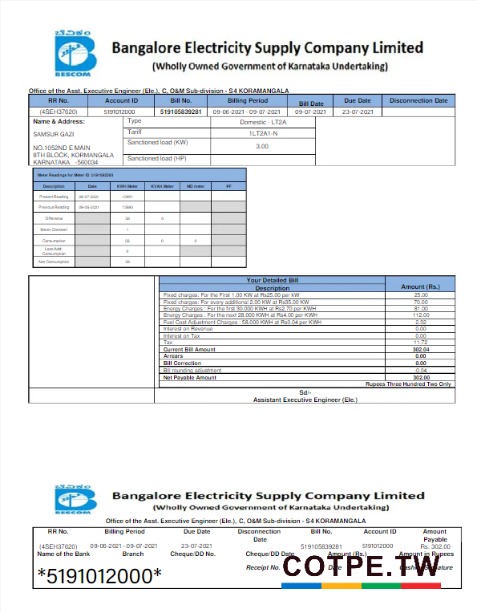 ಬೆವಿಕಂ
BESCOM
Bangalore Electricity Supply Company Limited
(Wholly Owned Government of Karnataka Undertaking)
Office of the Asst. Executive Engineer (Ele.), C, O&M Sub-division - S4 KORAMANGALA
RR No. Account ID Bill No. Billing Period Bill Date Due Date Disconnection Date
(4SEH37620) 5191012000 519105839281 09-06-2021 -09-07-2021 09-07-2021 23-07-2021
Name & Address: Type Domestic - LT2A
SAMSUR GAZI Tariff 1LT2A1-N
NO.1052ND E MAIN Sanctioned load (KW) 3.00
8TH BLOCK, KORMANGALA
KARNATAKA -560034 Sanctioned load (HP)
Meter Readings for Meter ID
Description Date KWH Meter KVAH Meter MD meter PF
Present Reading 09-07-2021
Previous Reading 09-06-2021
Difference 58 0
Meter Constant 1
Consumption 58 0 0
Less/Add Consumption 0
Net Consumption 58
Your Detailed Bill
Description Amount (Rs.)
Fixed charges: For the First 1.00 KW at Rs25.00 per kW 25.00
Fixed charges: For every additional 2.00 KW at Rs35.00 KW 70.00
Energy Charges : For the first 30.000 KWH at Rs2.70 per KWH 81.00
Energy Charges : For the next 28.000 KWH at Rs4.00 per KWH 112.00
Fuel Cost Adjustment Charges : 58.000 KWH at Rs0.04 per KWH 2.32
Interest on Revenue 0.00
Interest on Tax 0.00
Tax 11.72
Current Bill Amount 302.04
Arrears 0.00
Bill Correction 0.00
Bill rounding adjustment -0.04
Net Payable Amount 302.00
Rupees Three Hundred Two Only
Sd/-
Assistant Executive Engineer (Ele.)
ಬೆವಿಕಂ
BESCOM
Bangalore Electricity Supply Company Limited
(Wholly Owned Government of Karnataka Undertaking)
Office of the Asst. Executive Engineer (Ele.), C, O&M Sub-division - S4 KORAMANGALA
RR No. Billing Period Due Date Disconnection Date Bill No. Account ID Amount Payable
(4SEH37620) 09-06-2021 -09-07-2021 23-07-2021 519105839281 5191012000 Rs. 302.00
Name of the Bank Branch Cheque/DD No. Cheque/DD Date Amount (Rs.) Amount in Rupees
*5191012000* Receipt No. Date Cashier Signature
COTPE.TW